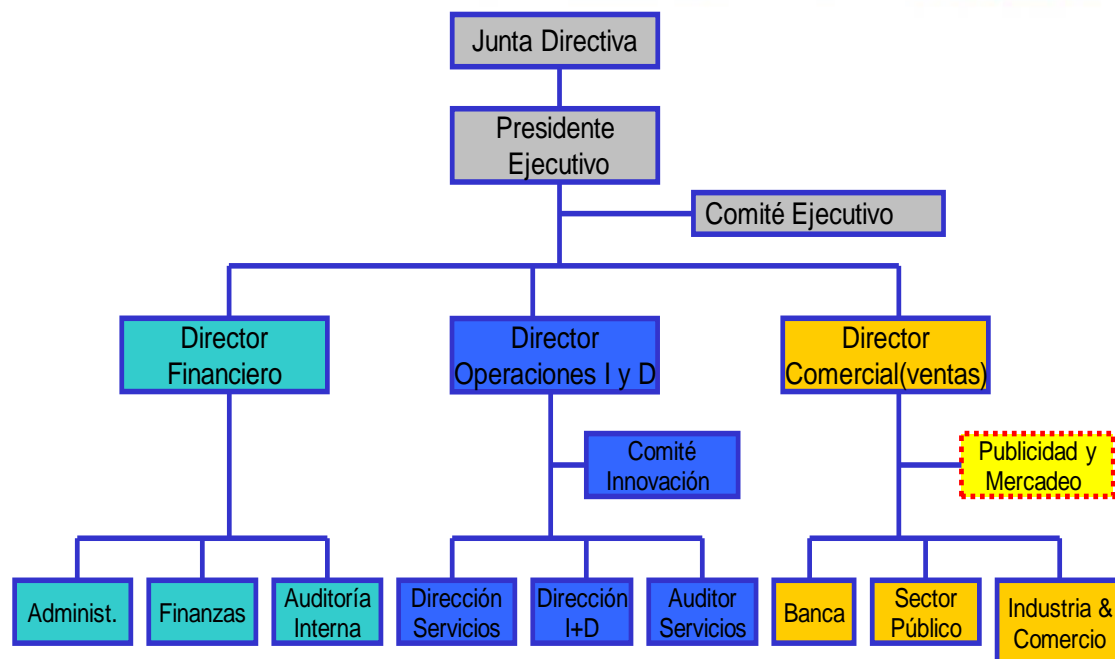 Junta Directiva
Presidente
Ejecutivo
Comité Ejecutivo
Director
Financiero
Director
Operaciones I y D
Director
Comercial(ventas)
Comité
Innovación
Publicidad y
Mercadeo
Administ.
Finanzas
Auditoría
Interna
Dirección
Servicios
Dirección
I+D
Auditor
Servicios
Banca
Sector
Público
Industria &
Comercio